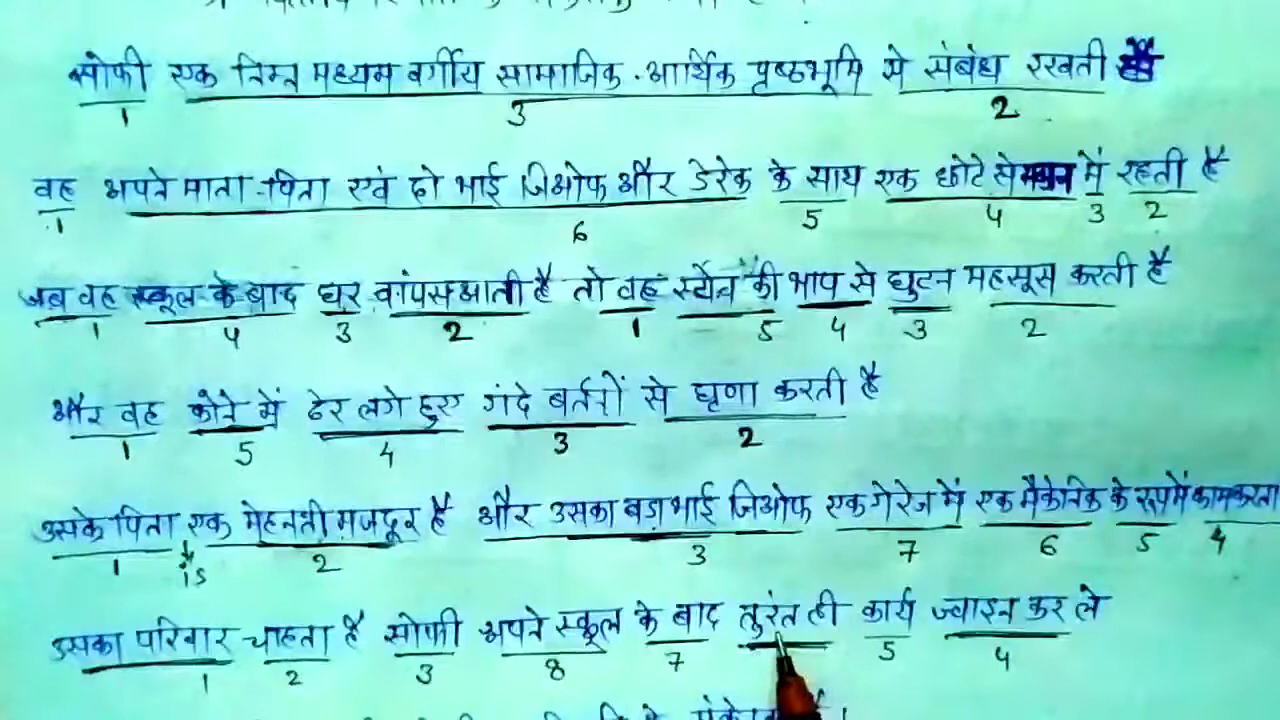 सोफी एक निम्न मध्यम वर्गीय सामाजिक-आर्थिक पृष्ठभूमि से संबंध रखती है
1 3 2
वह अपने माता-पिता एवं दो भाई जिओफ और डेरेक के साथ एक छोटे से मकान में रहती है
1 6 5 4 3 2
जब वह स्कूल के बाद घर वांपस आती है तो वह स्टीव की भाप से घुटन महसूस करती है
1 4 3 2 1 5 4 3 2
और वह कोने में ढेर लगे हुए गंदे बर्तनों से घृणा करती है
1 5 4 3 2
उसके पिता एक मेहनती मजदूर है और उसका बड़ा भाई जिओफ एक गेरेज में एक मैकेनिक के रूप में काम करता
1 is 2 3 7 6 5 4
उसका परिवार चाहता है सोफी अपने स्कूल के बाद तुरंत ही कार्य ज्वाइन कर ले
1 2 3 8 7 5 4